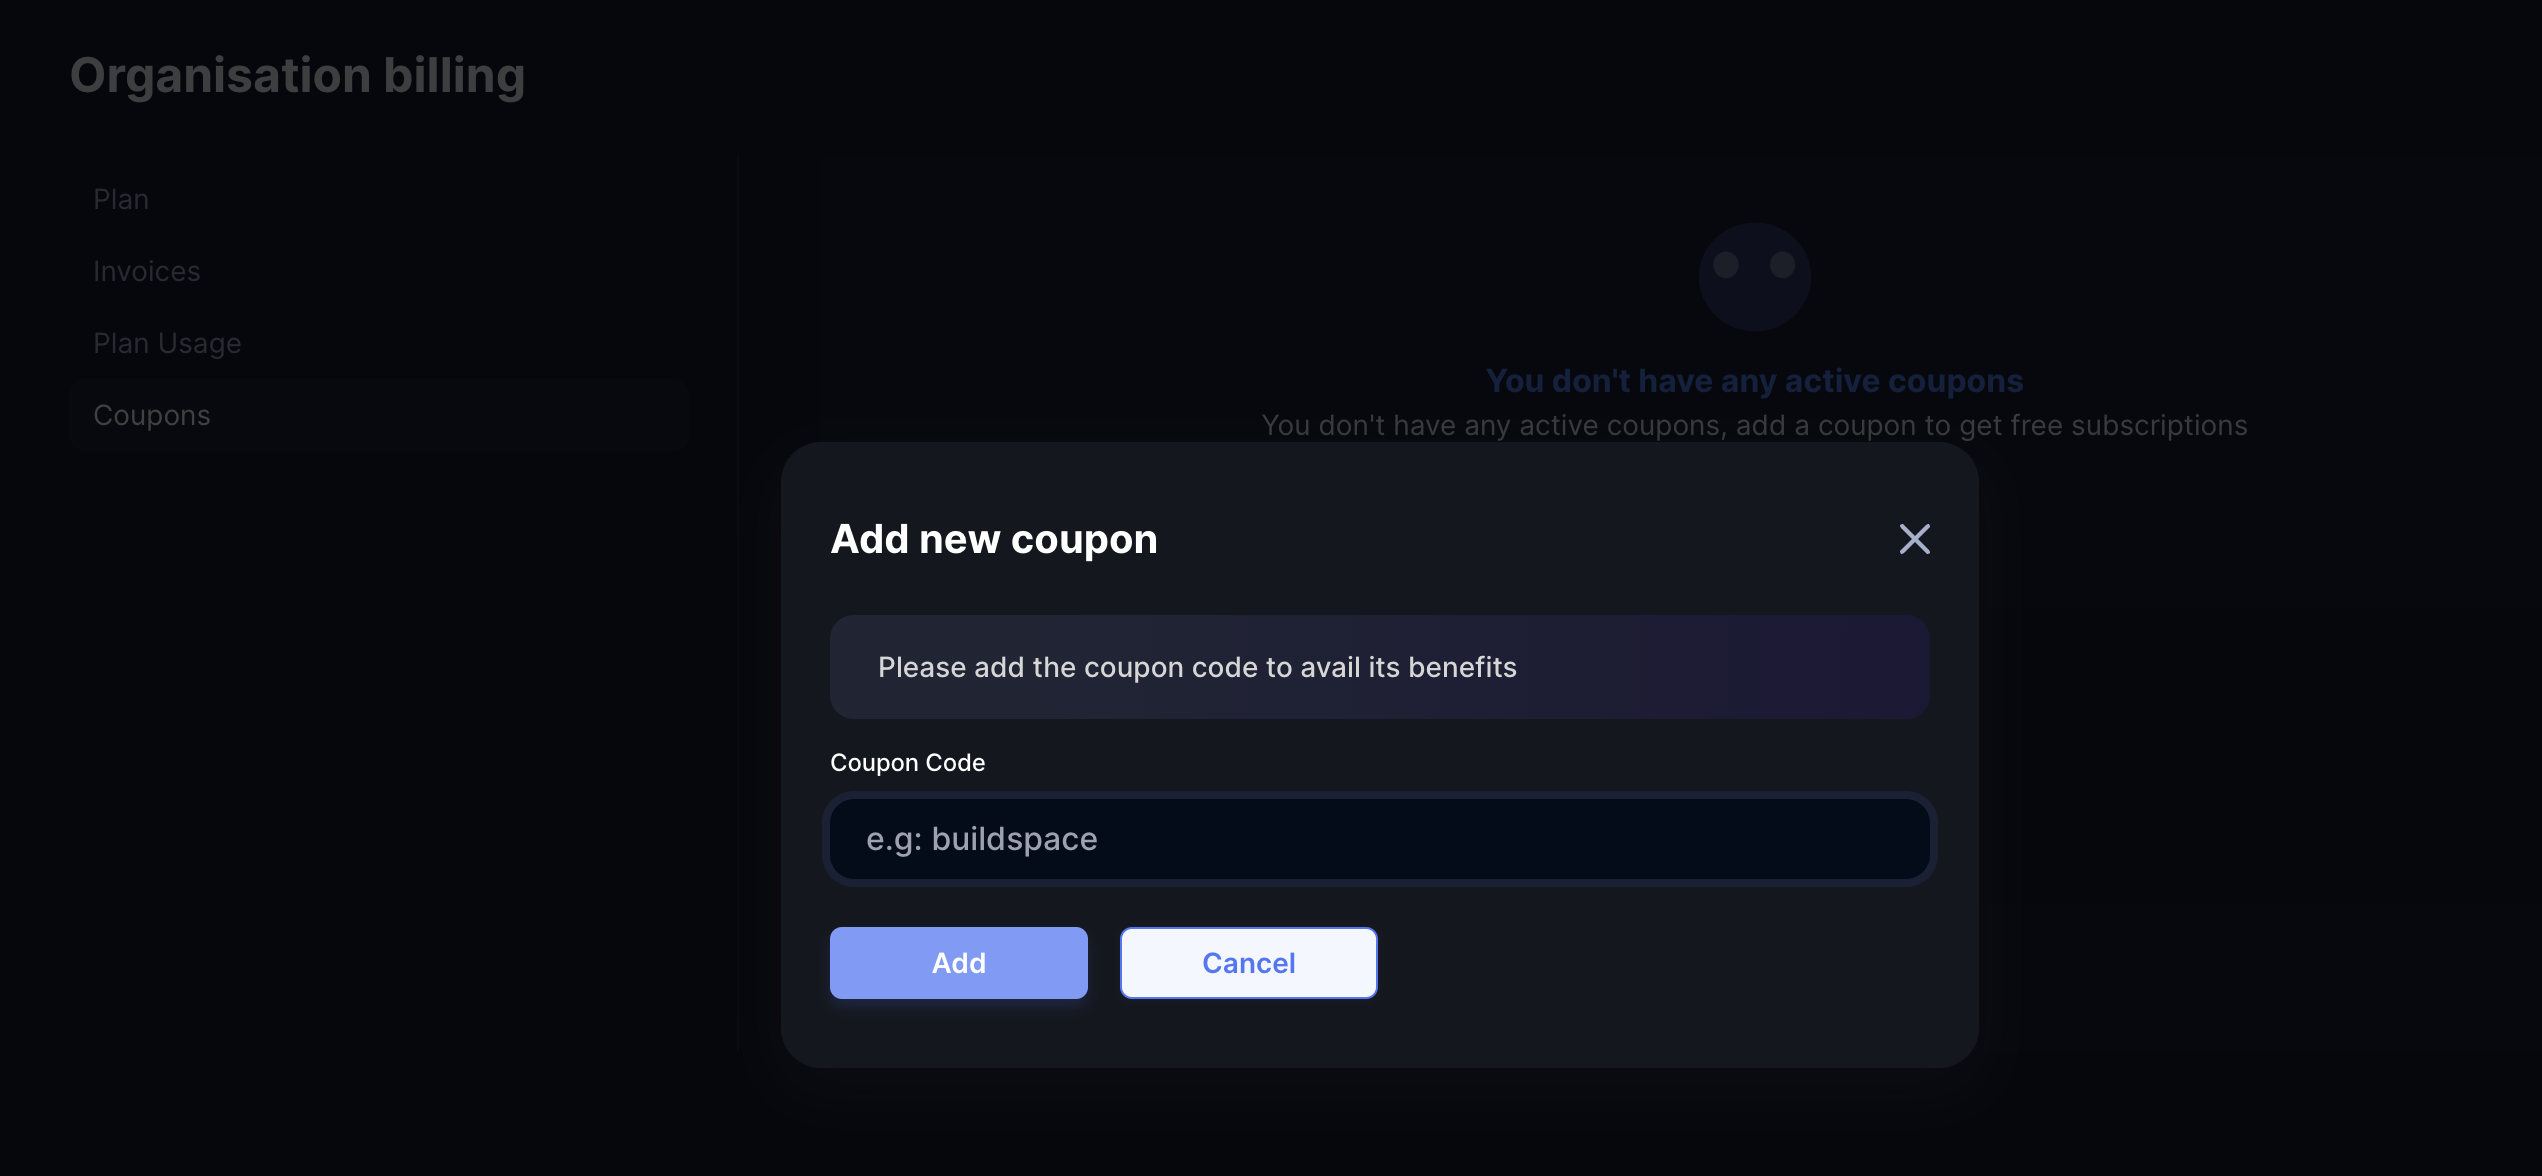 Organisation billing
Plan
Invoices
Plan Usage
Coupons
You don't have any active coupons
You don't have any active coupons, add a coupon to get free subscriptions
Add new coupon
Please add the coupon code to avail its benefits
Coupon Code
e.g: buildspace
Add
Cancel